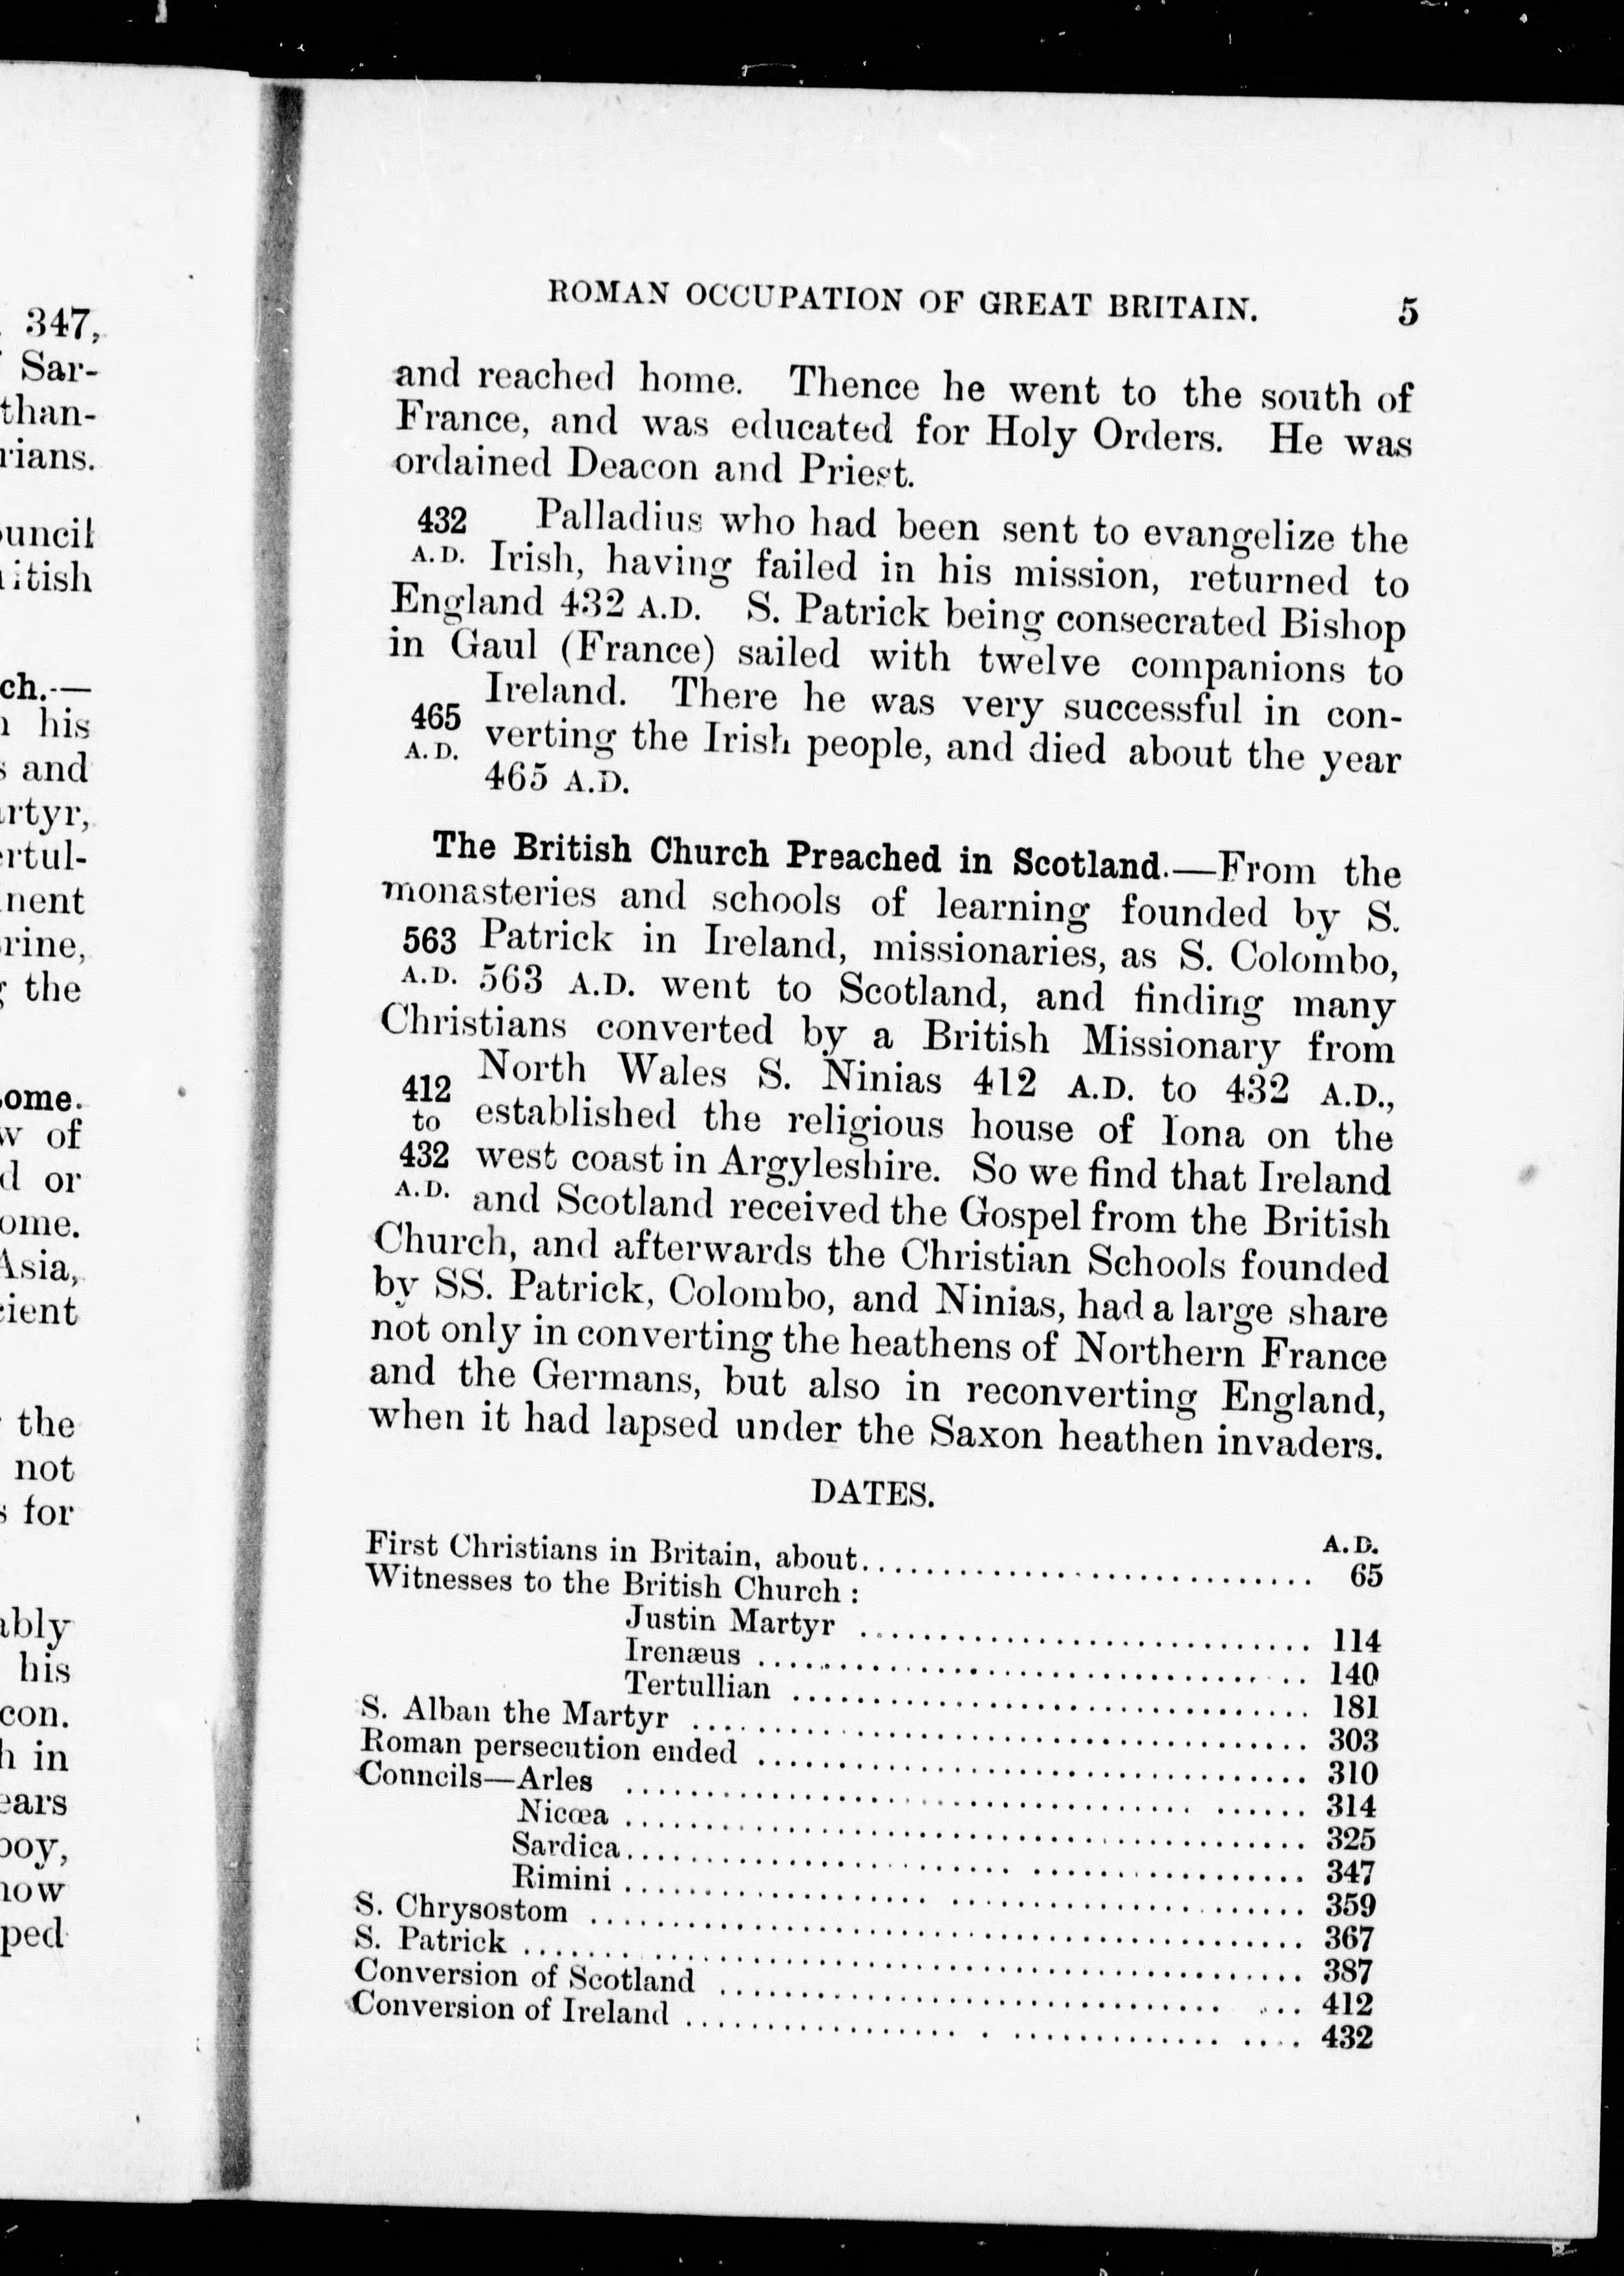 347,
Sar-
than-
rians.
ouncil
itish
ch.—
his
s and
artyr,
ertul-
nent
rine,
the
ome.
w of
d or
ome.
Asia,
cient
the
not
s for
ably
his
con.
h in
ears
boy,
now
ped
ROMAN OCCUPATION OF GREAT BRITAIN. 5
and reached home. Thence he went to the south of
France, and was educated for Holy Orders. He was
ordained Deacon and Priest.
432 Palladius who had been sent to evangelize the
A.D. Irish, having failed in his mission, returned to
England 432 A.D. S. Patrick being consecrated Bishop
in Gaul (France) sailed with twelve companions to
Ireland. There he was very successful in con-
465 verting the Irish people, and died about the year
A.D. 465 A.D.
The British Church Preached in Scotland.—From the
monasteries and schools of learning founded by S.
563 Patrick in Ireland, missionaries, as S. Colombo,
A.D. 563 A.D. went to Scotland, and finding many
Christians converted by a British Missionary from
North Wales S. Ninias 412 A.D. to 432 A.D.,
412
to established the religious house of Iona on the
432 west coast in Argyleshire. So we find that Ireland
A.D. and Scotland received the Gospel from the British
Church, and afterwards the Christian Schools founded
by SS. Patrick, Colombo, and Ninias, had a large share
not only in converting the heathens of Northern France
and the Germans, but also in reconverting England,
when it had lapsed under the Saxon heathen invaders.
DATES.
A.D.
First Christians in Britain, about.............................. 65
Witnesses to the British Church :
Justin Martyr .............................. 114
Irenæus .............................. 140
Tertullian .............................. 181
S. Alban the Martyr .............................. 303
Roman persecution ended .............................. 310
Councils—Arles .............................. 314
Nicœa .............................. 325
Sardica.............................. 347
Rimini .............................. 359
S. Chrysostom .............................. 367
S. Patrick .............................. 387
Conversion of Scotland .............................. 412
Conversion of Ireland .............................. 432